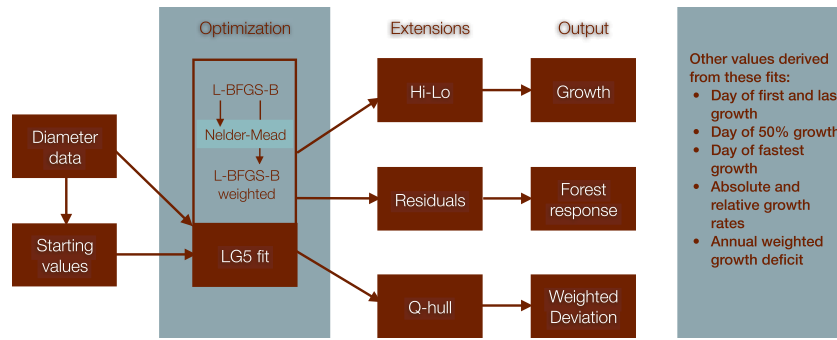 Optimization
Extensions
Output
Diameter
data
Starting
values
L-BFGS-B
Nelder-Mead
L-BFGS-B
weighted
LG5 fit
Hi-Lo
Growth
Residuals
Forest
response
Q-hull
Weighted
Deviation
Other values derived
from these fits:
• Day of first and las
growth
• Day of 50% growth
• Day of fastest
growth
• Absolute and
relative growth
rates
• Annual weighted
growth deficit